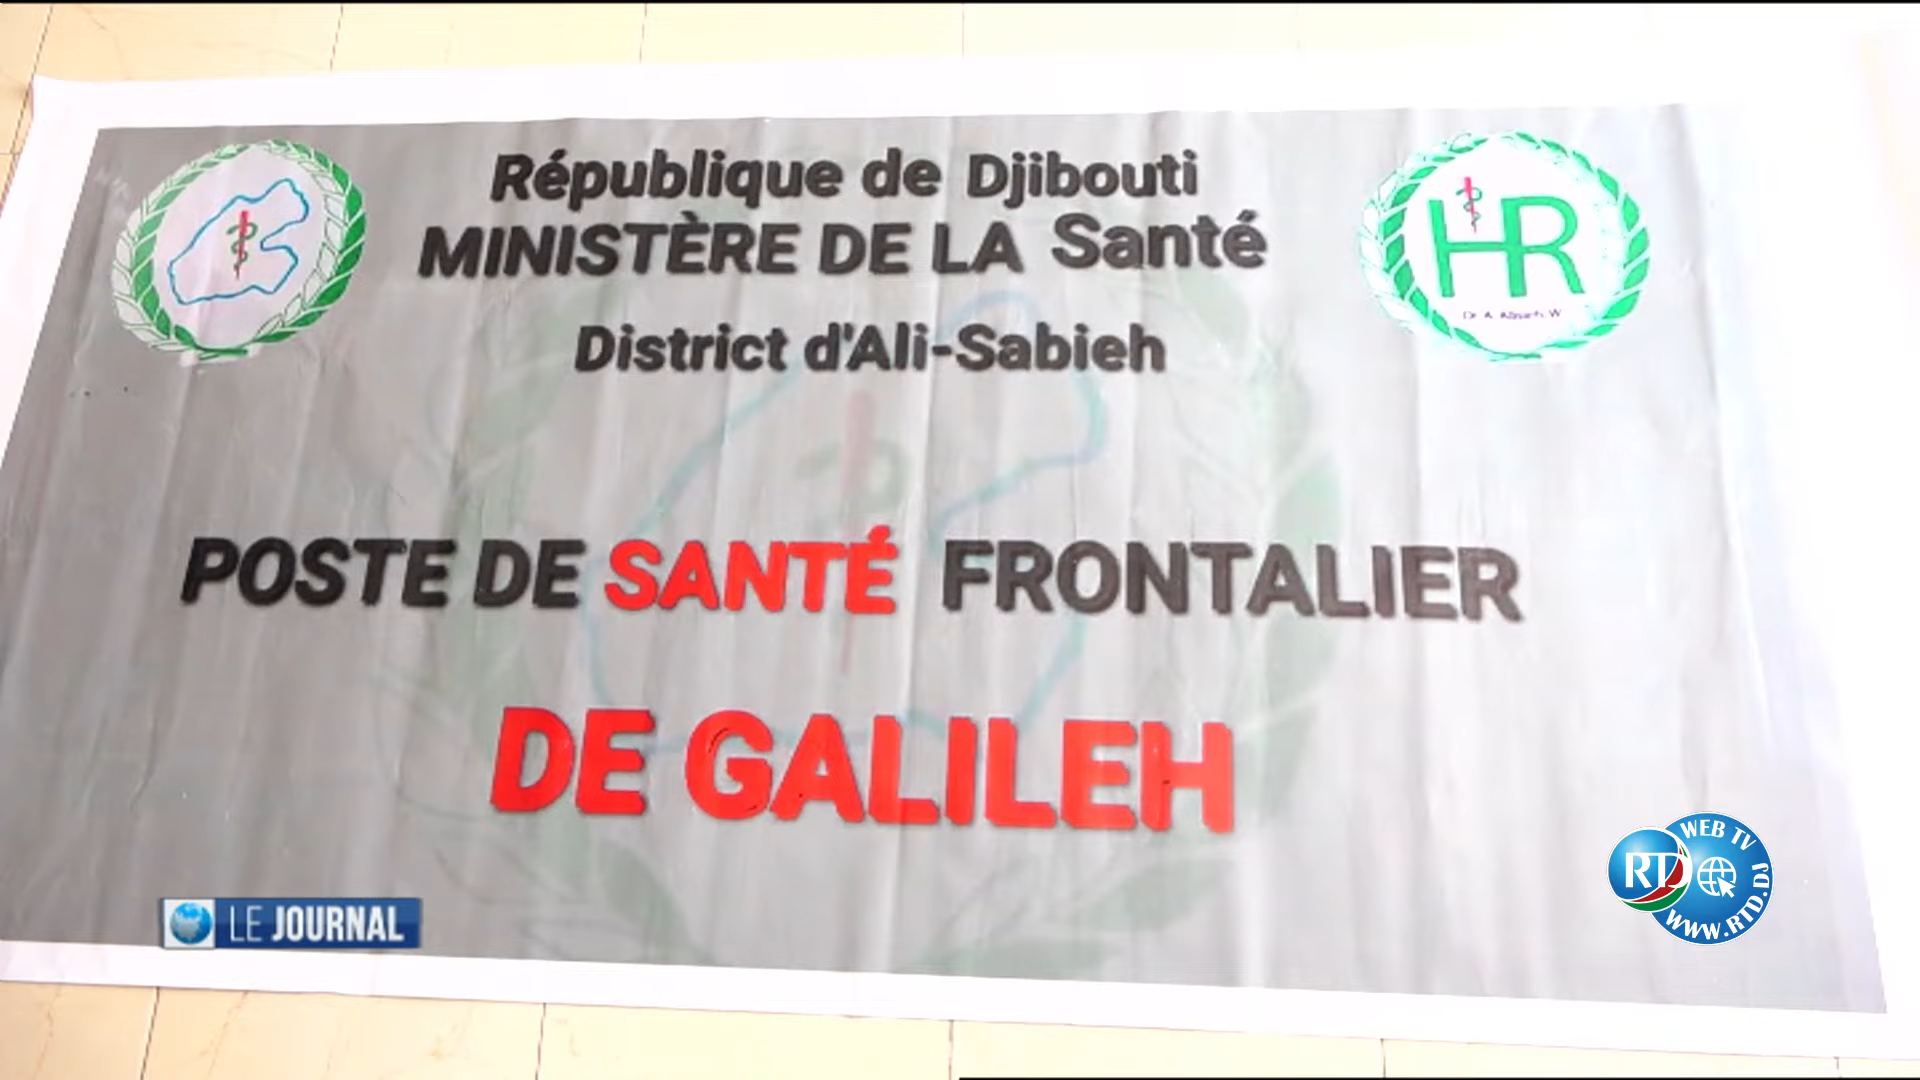 République de Djibouti
MINISTÈRE DE LA Santé
District d'Ali-Sabieh
HR
POSTE DE SANTÉ FRONTALIER
DE GALILEH
LE JOURNAL
RTD
WEB TV
WWW.RTD.DJ